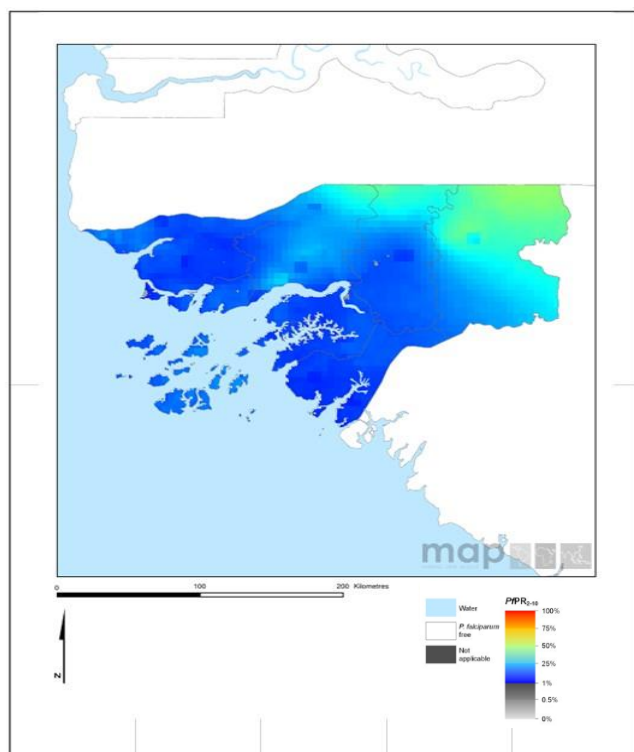 map
0 100 200 Kilometres
N
Water
P. falciparum
free
Not
applicable
PfPR2-10
100%
75%
50%
25%
1%
0.5%
0%